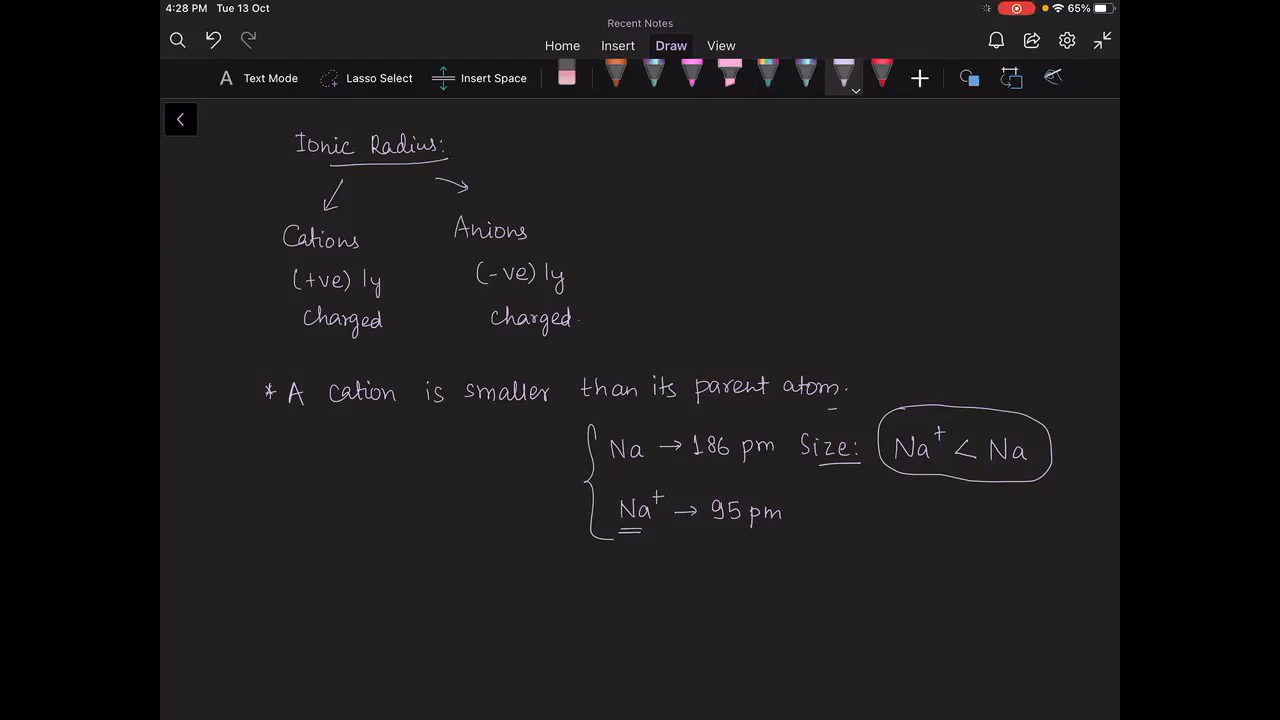 4:28 PM Tue 13 Oct
65%
Recent Notes
Home Insert Draw View
Text Mode Lasso Select Insert Space
Ionic Radius:
Cations Anions
(+ve) ly (-ve) ly
charged charged.
* A cation is smaller than its parent atom.
Na → 186 pm Size: Na⁺ < Na
Na⁺ → 95 pm